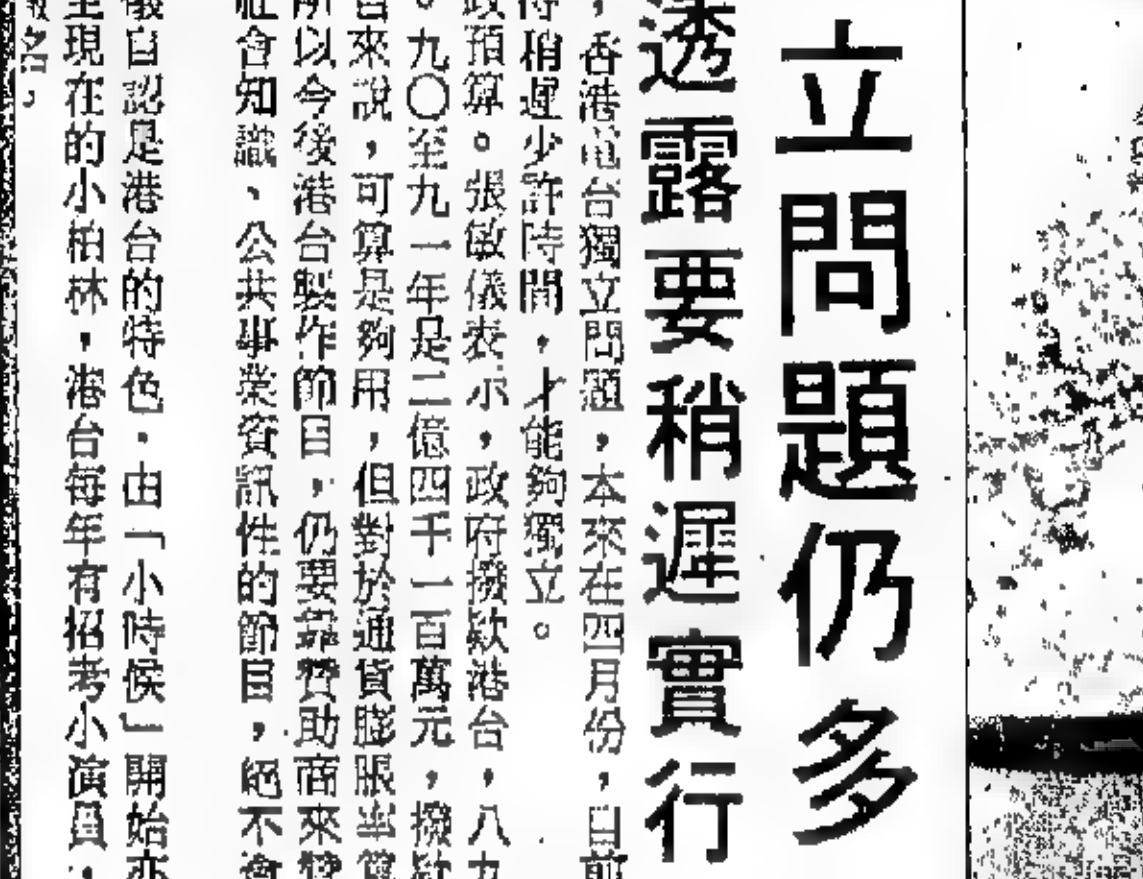 立問題仍多
透露要稍遲實行
，香港電台獨立問題，本來在四月份，目前
待稍遲少許時間，才能夠獨立。
政預算。張敏儀表示，政府撥欵港台，八九
。九〇至九一年是二億四千一百萬元，撥欵
來說，可算是夠用，但對於通貨膨脹
所以今後港台製作節目，仍要靠費助商來
社會知識、公共事業資訊性的節目，絕不會
儀自認是港台的特色。由「小時候」開始亦
至現在的小柏林，港台每年有招考小演員，
名，